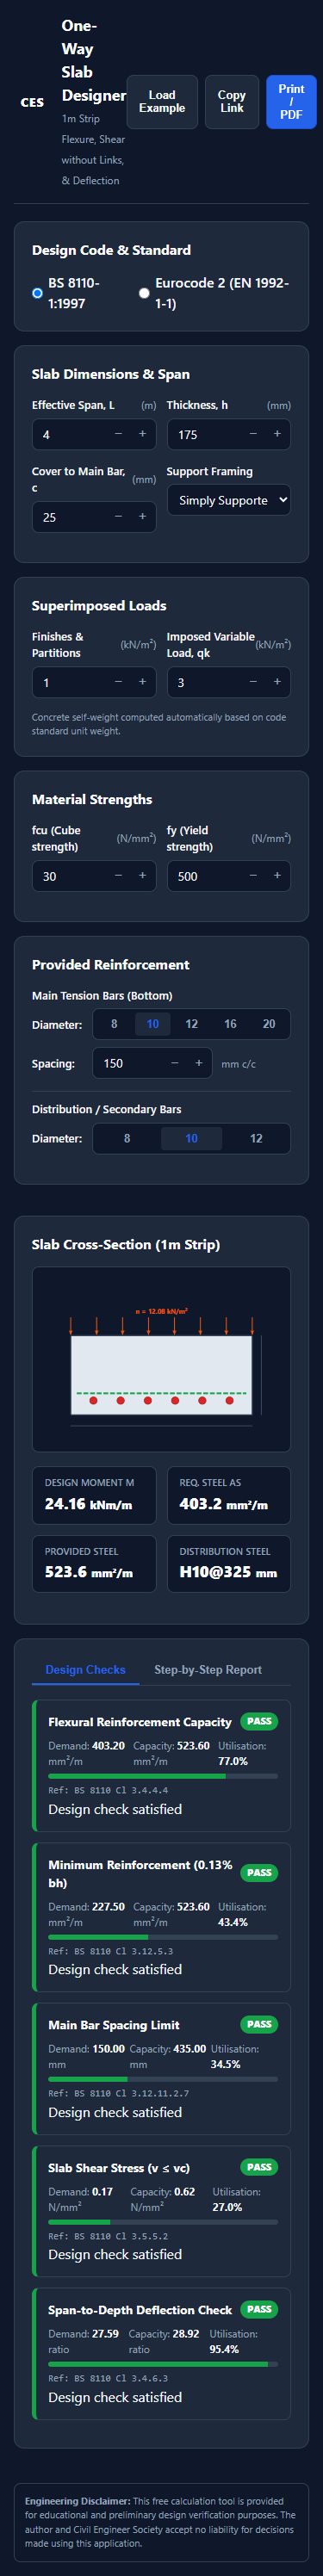 CES
One-
Way
Slab
Designer
1m Strip
Flexure, Shear
without Links,
& Deflection
Load
Example
Copy
Link
Print
/
PDF
Design Code & Standard
BS 8110-
1:1997
Eurocode 2 (EN 1992-
1-1)
Slab Dimensions & Span
Effective Span, L (m)
4 − +
Thickness, h (mm)
175 − +
Cover to Main Bar,
c (mm)
25 − +
Support Framing
Simply Supporte
Superimposed Loads
Finishes &
Partitions (kN/m²)
1 − +
Imposed Variable
Load, qk (kN/m²)
3 − +
Concrete self-weight computed automatically based on code
standard unit weight.
Material Strengths
fcu (Cube
strength) (N/mm²)
30 − +
fy (Yield
strength) (N/mm²)
500 − +
Provided Reinforcement
Main Tension Bars (Bottom)
Diameter: 8 10 12 16 20
Spacing: 150 − + mm c/c
Distribution / Secondary Bars
Diameter: 8 10 12
Slab Cross-Section (1m Strip)
n = 12.08 kN/m²
DESIGN MOMENT M
24.16 kNm/m
REQ. STEEL AS
403.2 mm²/m
PROVIDED STEEL
523.6 mm²/m
DISTRIBUTION STEEL
H10@325 mm
Design Checks Step-by-Step Report
Flexural Reinforcement Capacity PASS
Demand: 403.20 Capacity: 523.60 Utilisation:
mm²/m mm²/m 77.0%
Ref: BS 8110 Cl 3.4.4.4
Design check satisfied
Minimum Reinforcement (0.13%
bh) PASS
Demand: 227.50 Capacity: 523.60 Utilisation:
mm²/m mm²/m 43.4%
Ref: BS 8110 Cl 3.12.5.3
Design check satisfied
Main Bar Spacing Limit PASS
Demand: 150.00 Capacity: 435.00 Utilisation:
mm mm 34.5%
Ref: BS 8110 Cl 3.12.11.2.7
Design check satisfied
Slab Shear Stress (v ≤ vc) PASS
Demand: 0.17 Capacity: 0.62 Utilisation:
N/mm² N/mm² 27.0%
Ref: BS 8110 Cl 3.5.5.2
Design check satisfied
Span-to-Depth Deflection Check PASS
Demand: 27.59 Capacity: 28.92 Utilisation:
ratio ratio 95.4%
Ref: BS 8110 Cl 3.4.6.3
Design check satisfied
Engineering Disclaimer: This free calculation tool is provided
for educational and preliminary design verification purposes. The
author and Civil Engineer Society accept no liability for decisions
made using this application.